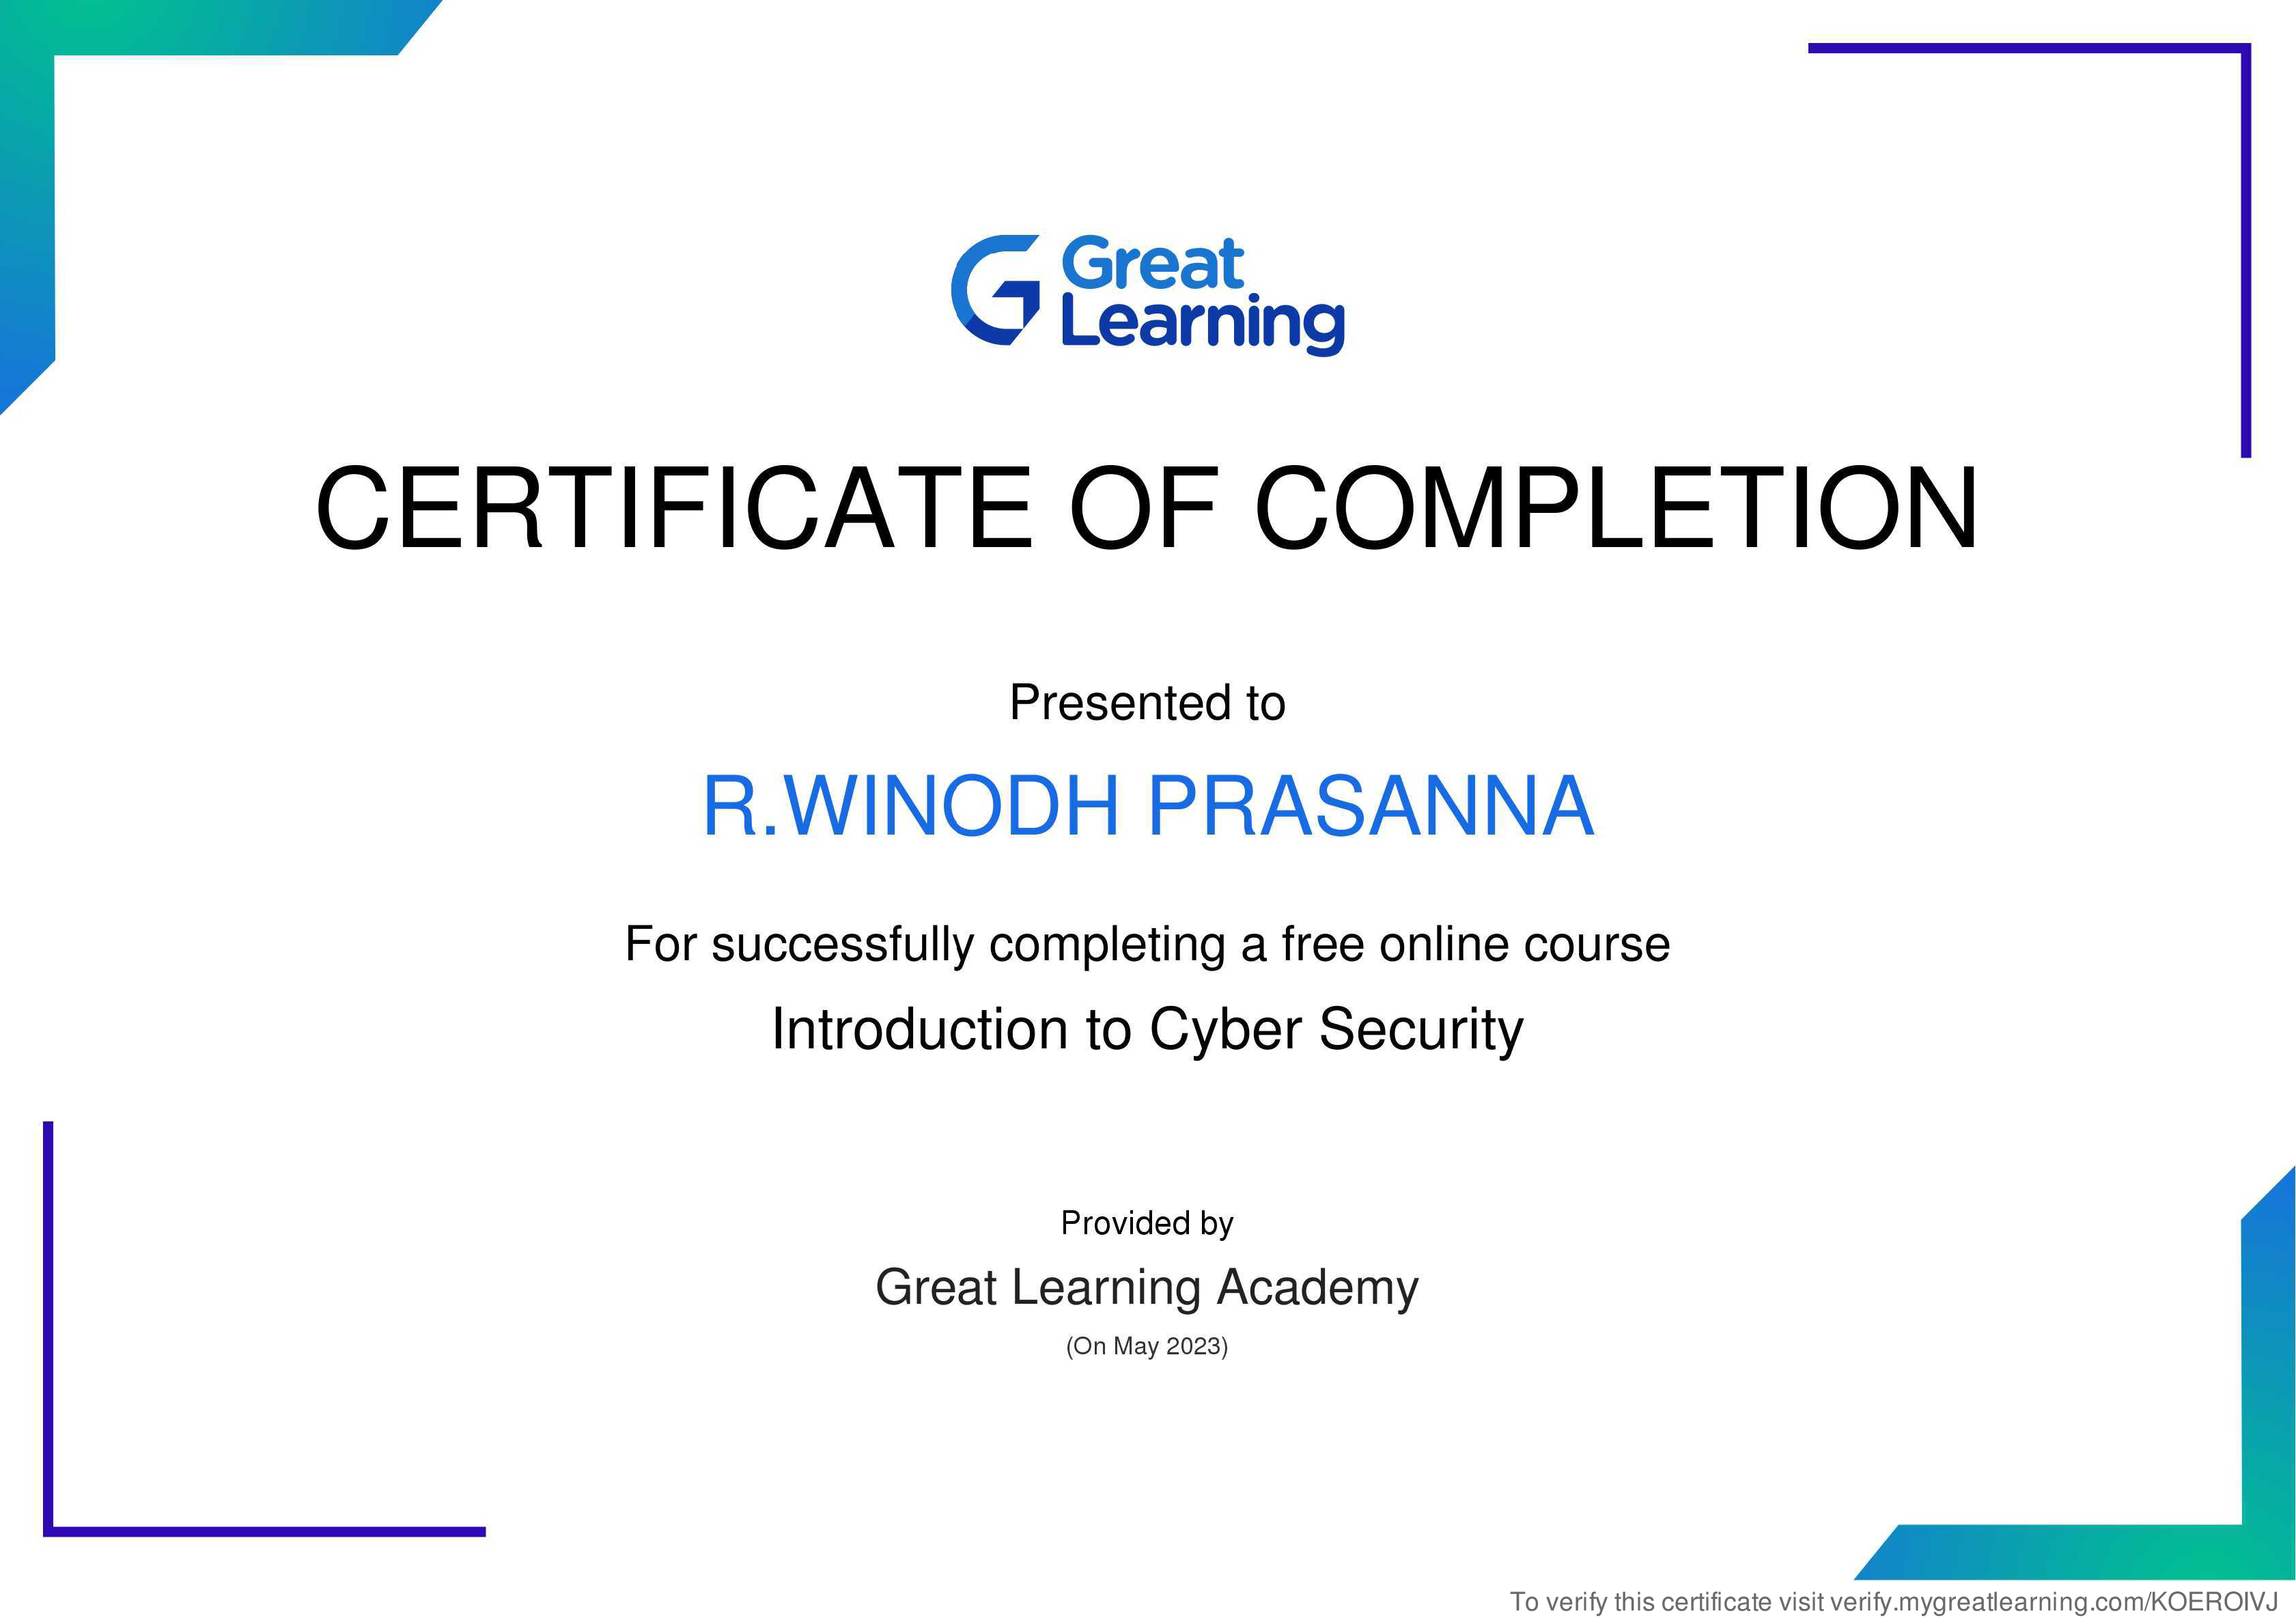 Great
Learning
CERTIFICATE OF COMPLETION
Presented to
R.WINODH PRASANNA
For successfully completing a free online course
Introduction to Cyber Security
Provided by
Great Learning Academy
(On May 2023)
To verify this certificate visit verify.mygreatlearning.com/KOEROIVJ